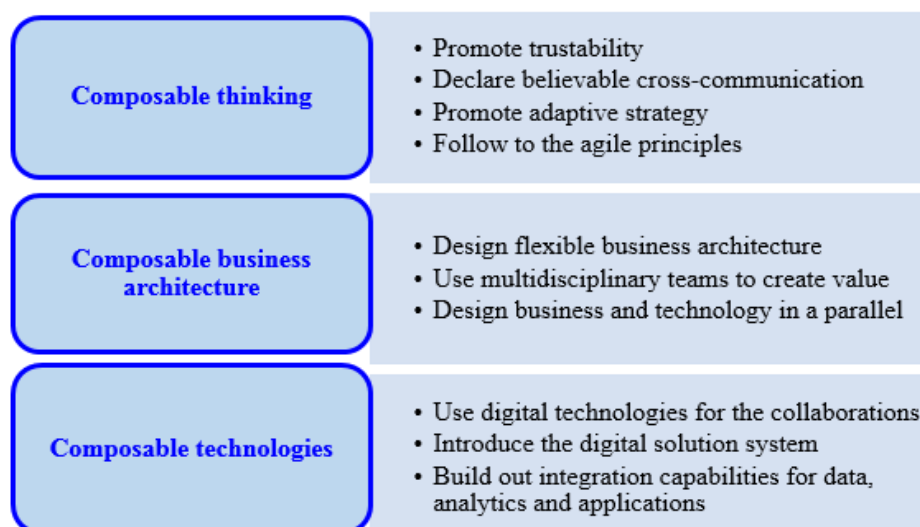 Composable thinking
• Promote trustability
• Declare believable cross-communication
• Promote adaptive strategy
• Follow to the agile principles
Composable business
architecture
• Design flexible business architecture
• Use multidisciplinary teams to create value
• Design business and technology in a parallel
Composable technologies
• Use digital technologies for the collaborations
• Introduce the digital solution system
• Build out integration capabilities for data,
analytics and applications